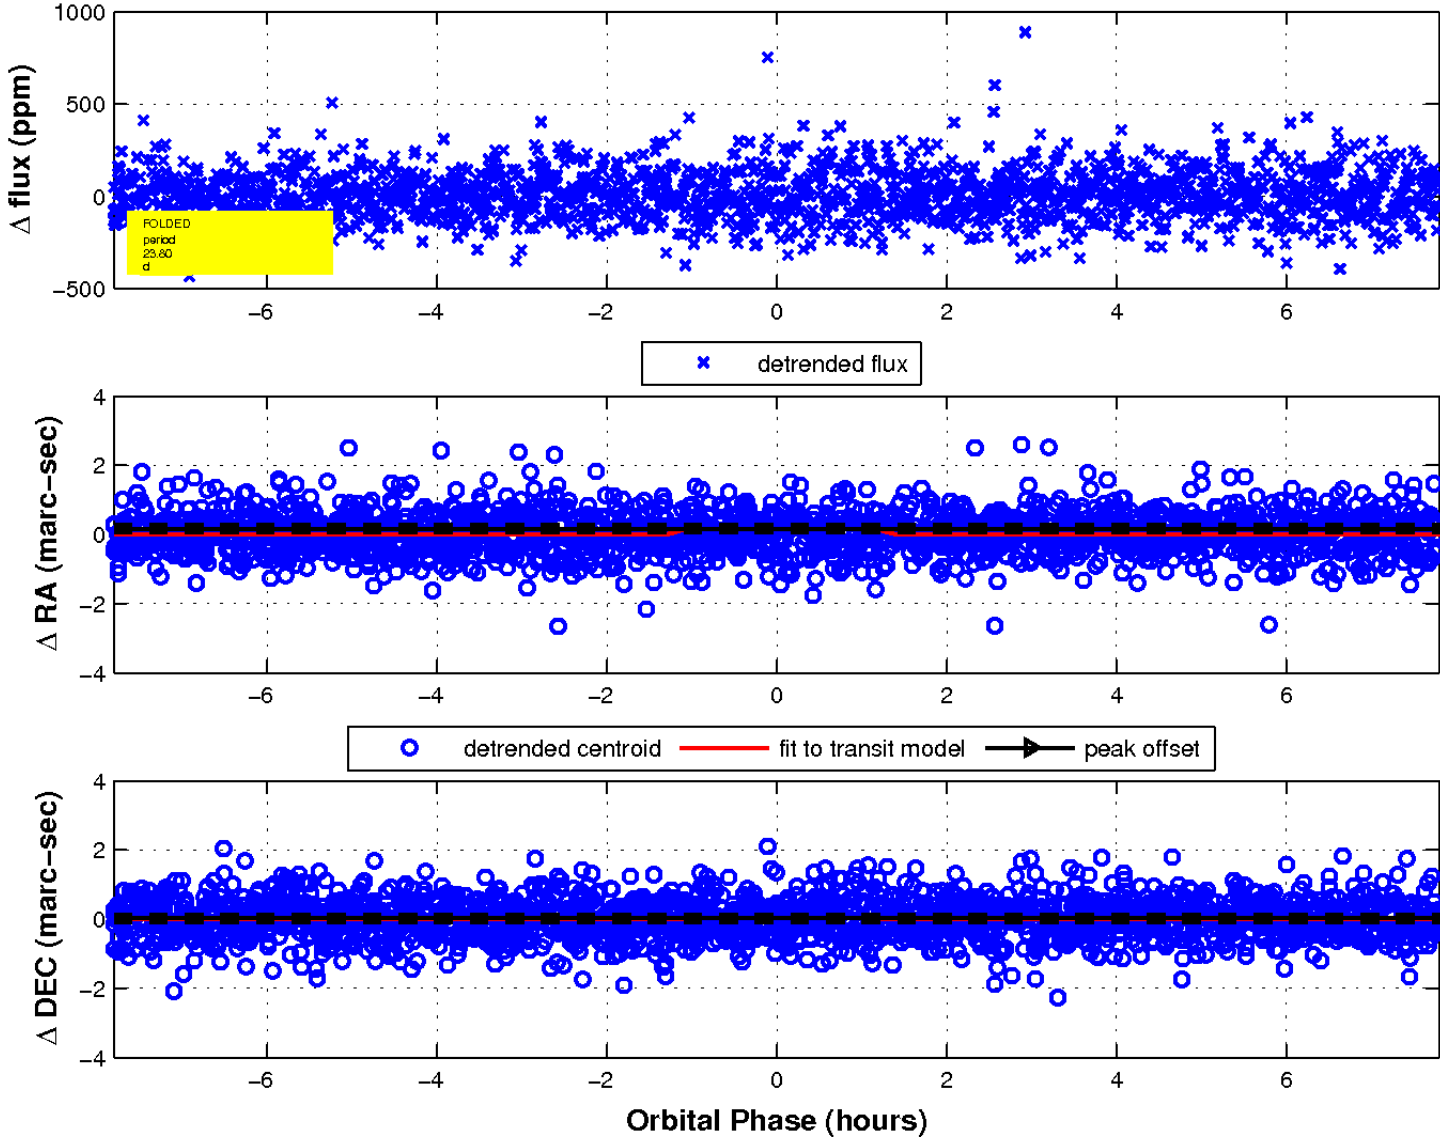 1000
500
0
−500
Δ flux (ppm)
FOLDED
period
23.80
d
−6 −4 −2 0 2 4 6
detrended flux
4
2
0
−2
−4
Δ RA (marc−sec)
−6 −4 −2 0 2 4 6
detrended centroid fit to transit model peak offset
4
2
0
−2
−4
Δ DEC (marc−sec)
−6 −4 −2 0 2 4 6
Orbital Phase (hours)